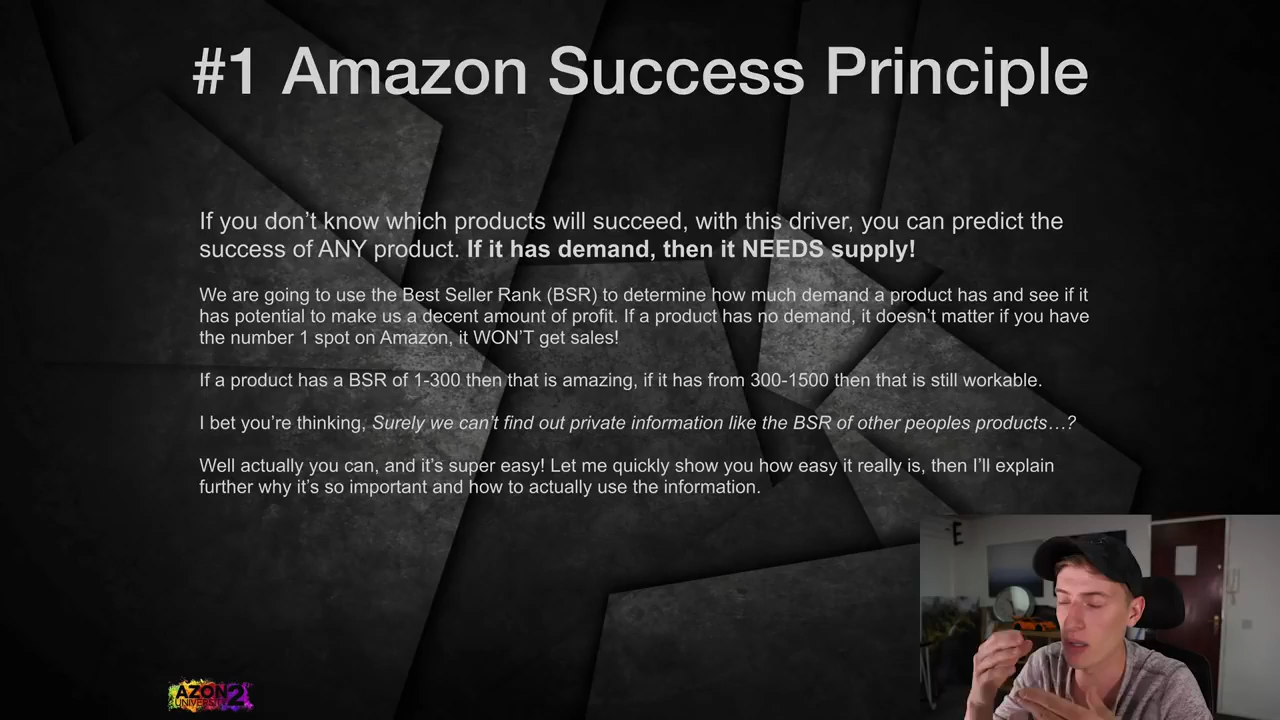 #1 Amazon Success Principle
If you don’t know which products will succeed, with this driver, you can predict the
success of ANY product. If it has demand, then it NEEDS supply!
We are going to use the Best Seller Rank (BSR) to determine how much demand a product has and see if it
has potential to make us a decent amount of profit. If a product has no demand, it doesn’t matter if you have
the number 1 spot on Amazon, it WON’T get sales!
If a product has a BSR of 1-300 then that is amazing, if it has from 300-1500 then that is still workable.
I bet you’re thinking, Surely we can’t find out private information like the BSR of other peoples products…?
Well actually you can, and it’s super easy! Let me quickly show you how easy it really is, then I’ll explain
further why it’s so important and how to actually use the information.
E
AZON 2
UNIVERSITY